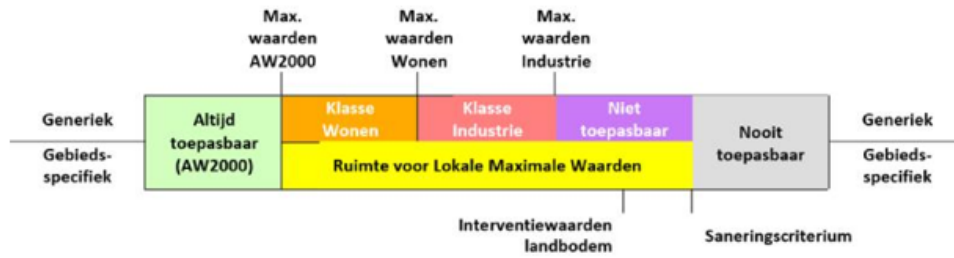 Max.
waarden
AW2000
Max.
waarden
Wonen
Max.
waarden
Industrie
Generiek
Gebieds-
specifiek
Altijd
toepasbaar
(AW2000)
Klasse
Wonen
Klasse
Industrie
Niet
toepasbaar
Ruimte voor Lokale Maximale Waarden
Nooit
toepasbaar
Generiek
Gebieds-
specifiek
Interventiewaarden
landbodem
Saneringscriterium